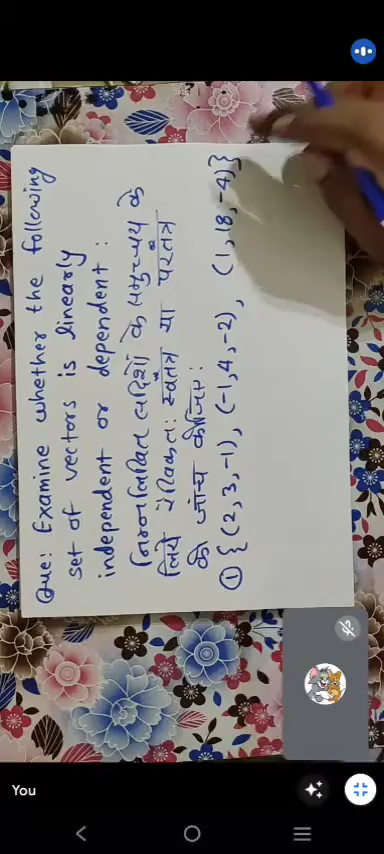 Que: Examine whether the following
set of vectors is linearly
independent or dependent:
निम्नलिखित सदिशों के समुच्चय के
लिये रैखिकतः स्वतंत्र या परतंत्र
की जांच कीजिए:
① {(2, 3, -1), (-1, 4, -2), (1, 18, -4)}
You